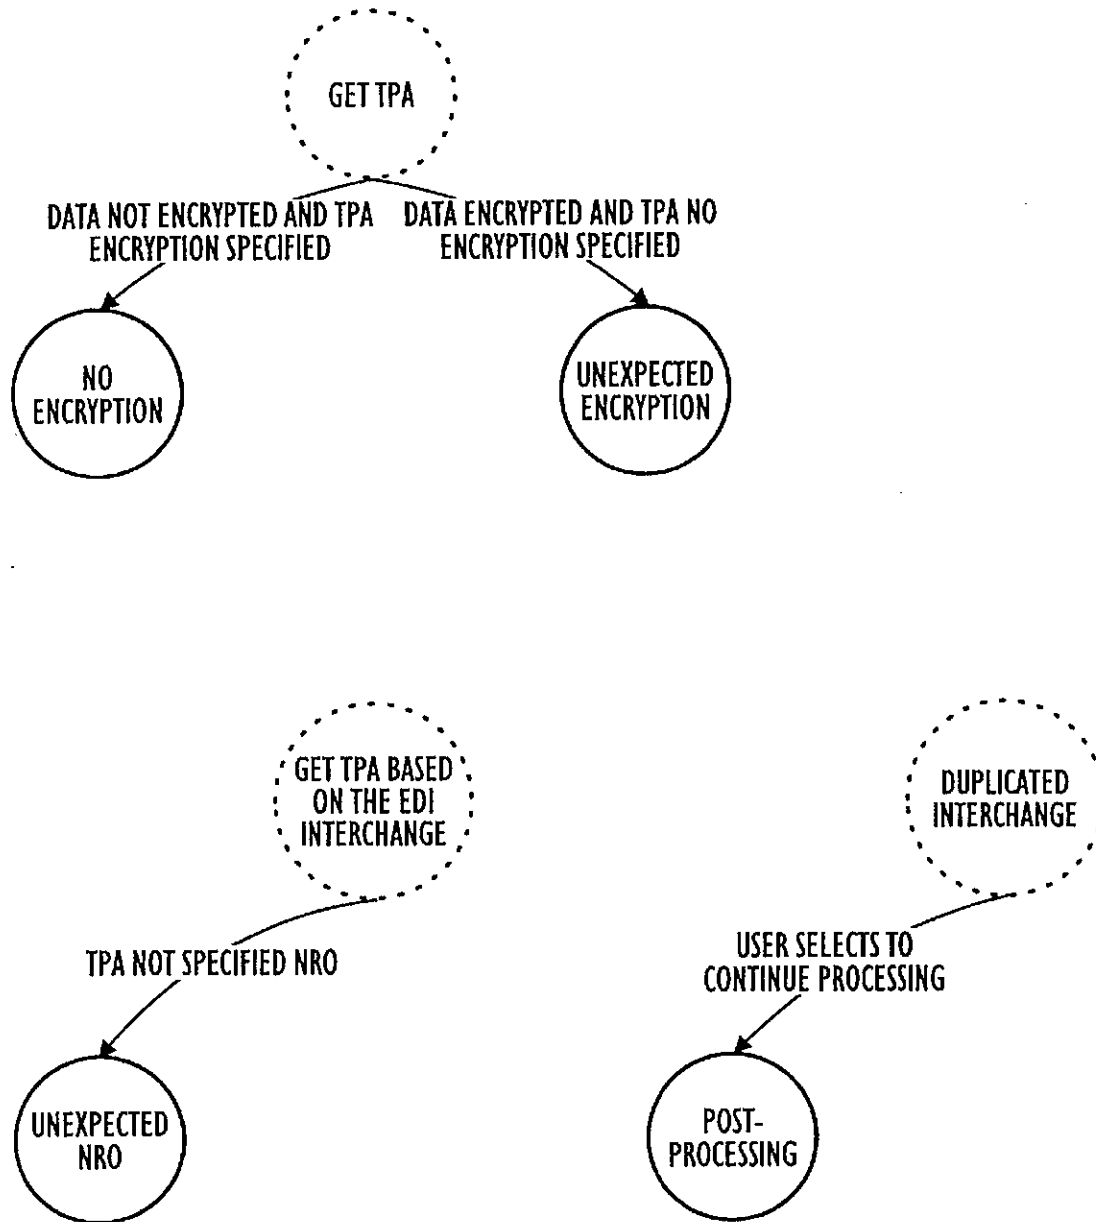 GET TPA
DATA NOT ENCRYPTED AND TPA
ENCRYPTION SPECIFIED
DATA ENCRYPTED AND TPA NO
ENCRYPTION SPECIFIED
NO
ENCRYPTION
UNEXPECTED
ENCRYPTION
GET TPA BASED
ON THE EDI
INTERCHANGE
DUPLICATED
INTERCHANGE
TPA NOT SPECIFIED NRO
USER SELECTS TO
CONTINUE PROCESSING
UNEXPECTED
NRO
POST-
PROCESSING